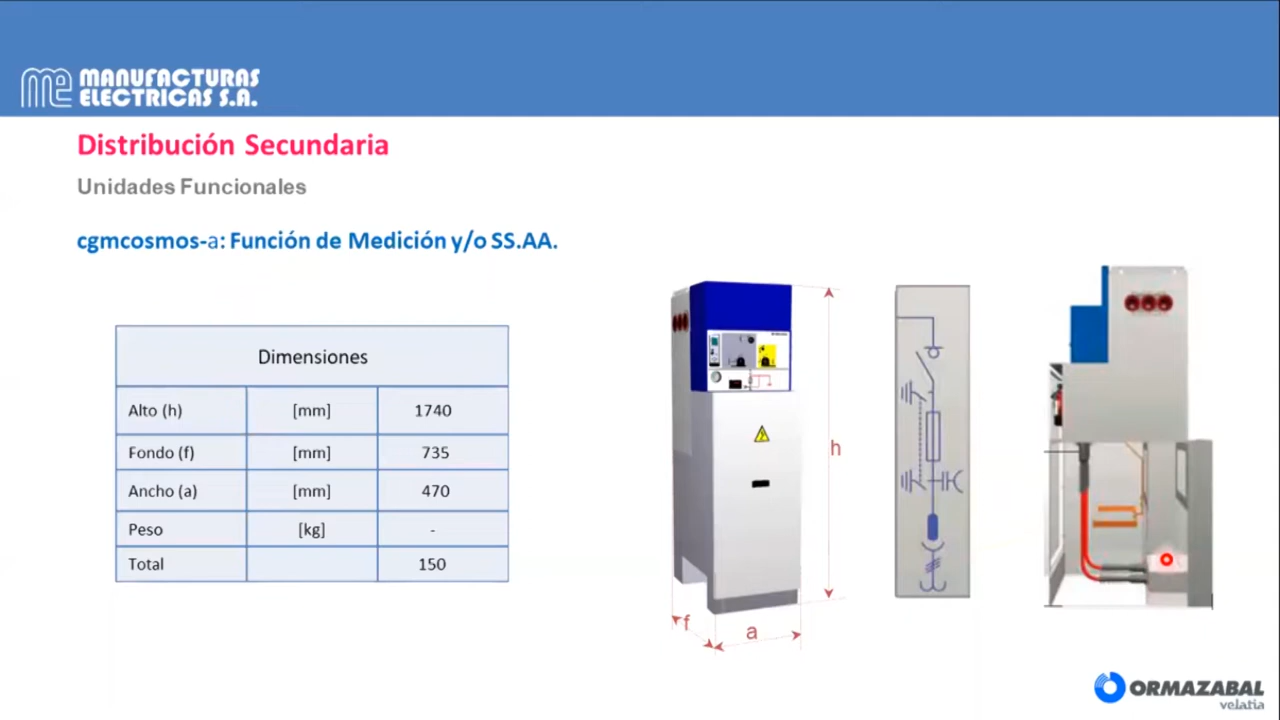 MANUFACTURAS
ELECTRICAS S.A.
Distribución Secundaria
Unidades Funcionales
cgmcosmos-a: Función de Medición y/o SS.AA.
Dimensiones
Alto (h) [mm] 1740
Fondo (f) [mm] 735
Ancho (a) [mm] 470
Peso [kg] -
Total 150
h
f
a
ORMAZABAL
velatia